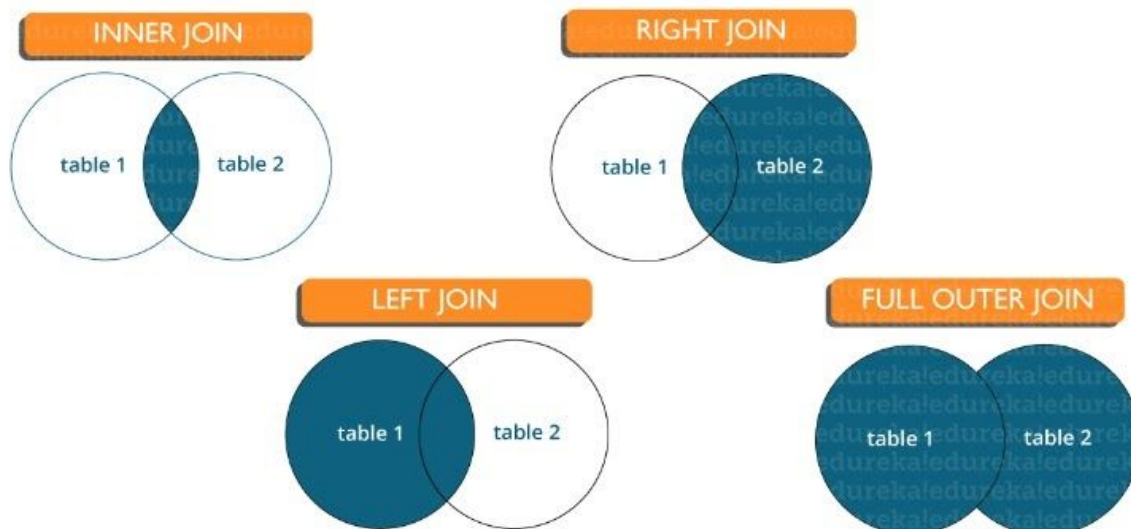 INNER JOIN
RIGHT JOIN
table 1
table 2
table 1
table 2
LEFT JOIN
FULL OUTER JOIN
table 1
table 2
table 1
table 2